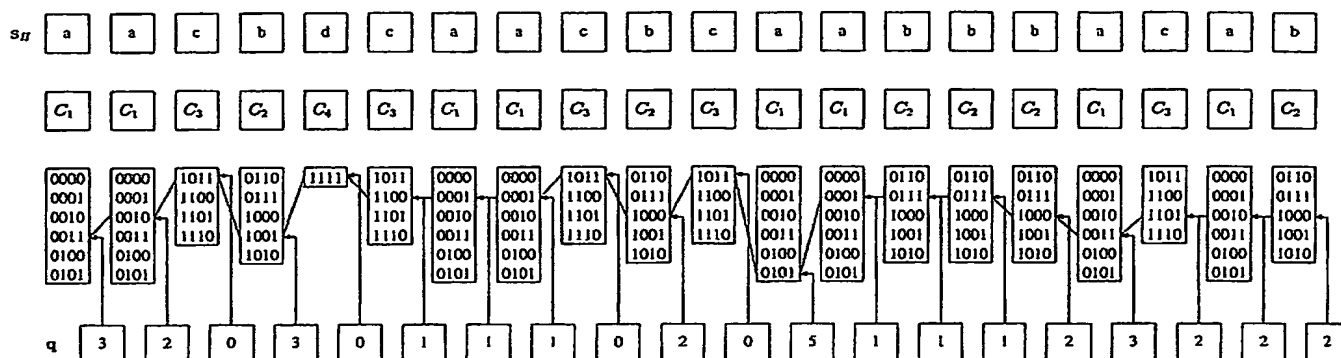 s_H a a c b d c a a c b c a a b b b a c a b
C₁ C₁ C₃ C₂ C₄ C₃ C₁ C₁ C₃ C₂ C₃ C₁ C₁ C₂ C₂ C₂ C₁ C₃ C₁ C₂
0000 0000 1011 0110 1111 1011 0000 0000 1011 0110 1011 0000 0000 0110 0110 0110 0000 1011 0000 0110
0001 0001 1100 0111 1100 0001 0001 1100 0111 1100 0001 0001 0111 0111 0111 0001 1100 0001 0111
0010 0010 1101 1000 1101 0010 0010 1101 1000 1101 0010 0010 1000 1000 1000 0010 1101 0010 1000
0011 0011 1110 1001 1110 0011 0011 1110 1001 1110 0011 0011 1001 1001 1001 0011 1110 0011 1001
0100 0100 1010 0100 0100 1010 0100 0100 1010 1010 1010 0100 0100 1010
0101 0101 0101 0101 0101 0101 0101 0101
q 3 2 0 3 0 1 1 1 0 2 0 5 1 1 1 2 3 2 2 2